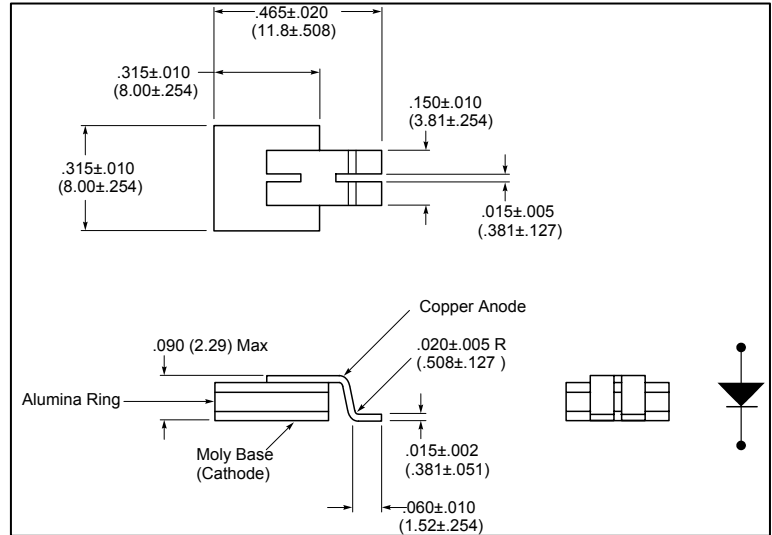 .465±.020
(11.8±.508)
.315±.010
(8.00±.254)
.150±.010
(3.81±.254)
.315±.010
(8.00±.254)
.015±.005
(.381±.127)
Copper Anode
.090 (2.29) Max
.020±.005 R
(.508±.127 )
Alumina Ring
Moly Base
(Cathode)
.015±.002
(.381±.051)
.060±.010
(1.52±.254)